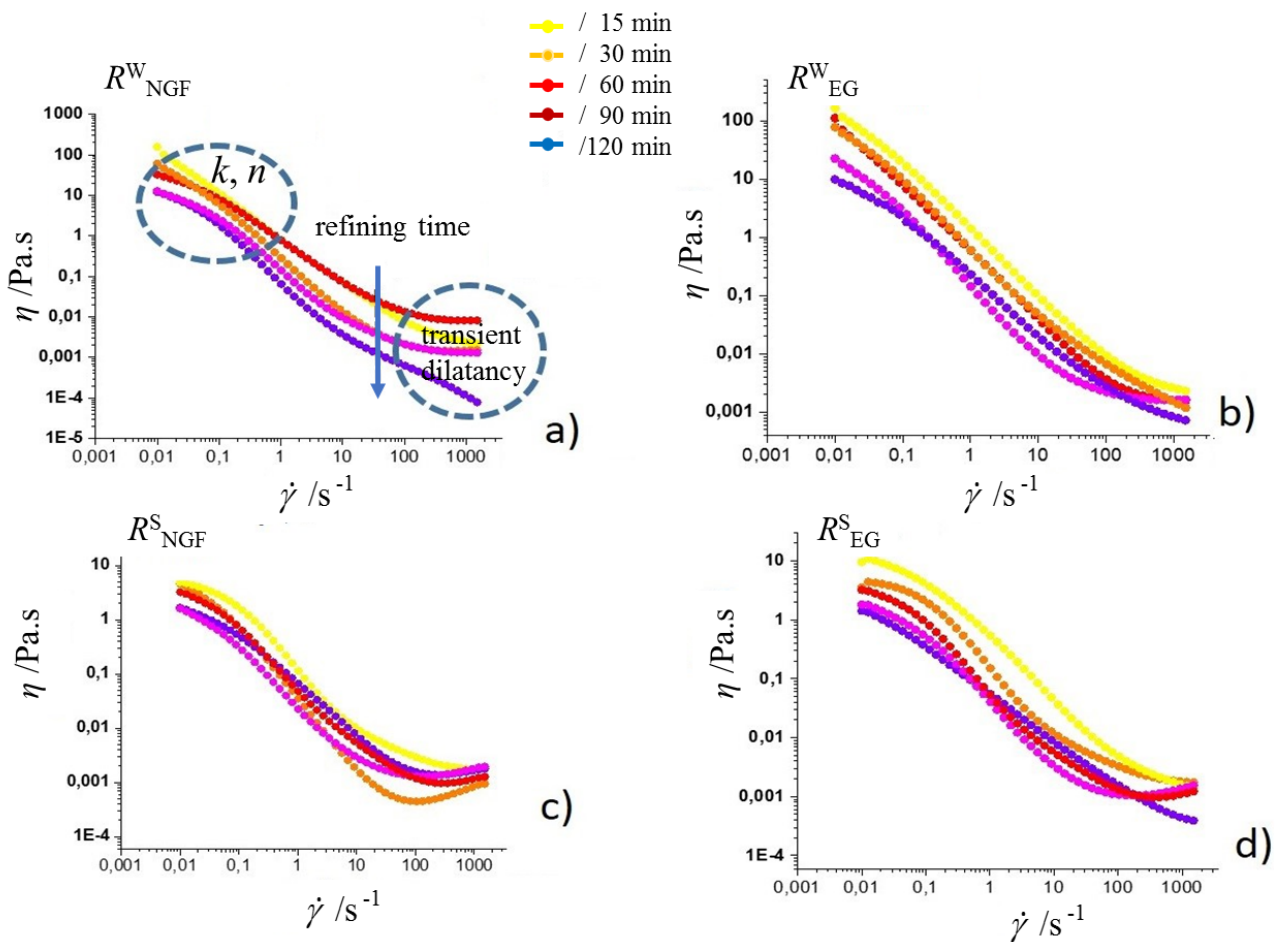 / 15 min
/ 30 min
/ 60 min
/ 90 min
/120 min
R^W_NGF
1000
100
10
1
0,1
0,01
0,001
1E-4
1E-5
η /Pa.s
k, n
refining time
transient
dilatancy
a)
0,001 0,01 0,1 1 10 100 1000
γ̇ /s⁻¹
R^W_EG
100
10
1
0,1
0,01
0,001
η /Pa.s
b)
0,001 0,01 0,1 1 10 100 1000
γ̇ /s⁻¹
R^S_NGF
10
1
0,1
0,01
0,001
1E-4
η /Pa.s
c)
0,001 0,01 0,1 1 10 100 1000
γ̇ /s⁻¹
R^S_EG
10
1
0,1
0,01
0,001
1E-4
η /Pa.s
d)
0,001 0,01 0,1 1 10 100 1000
γ̇ /s⁻¹